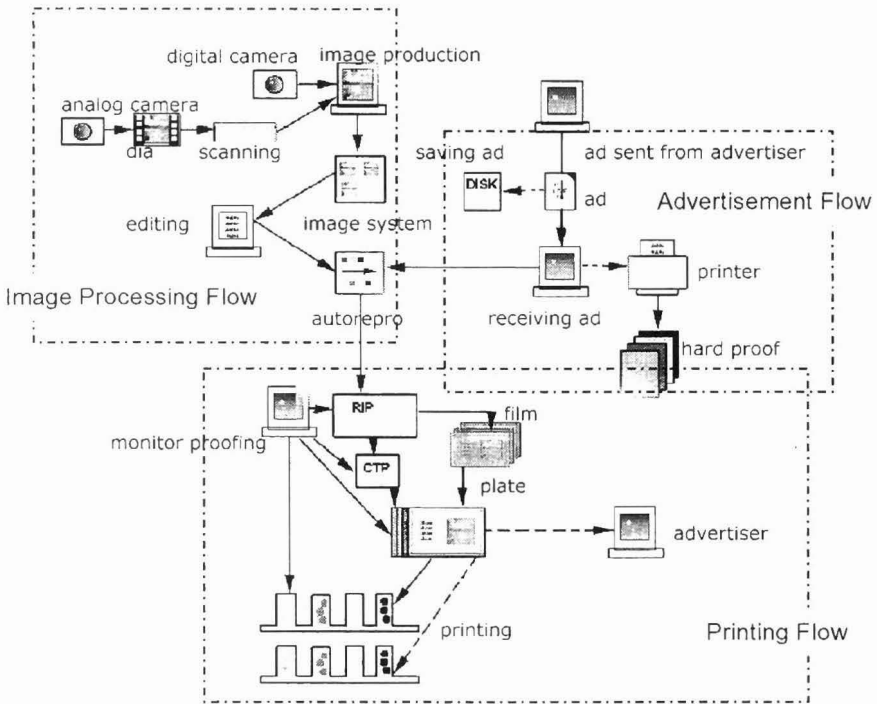 digital camera
image production
analog camera
dia
scanning
saving ad
ad sent from advertiser
DISK
ad
Advertisement Flow
editing
image system
printer
Image Processing Flow
autorepro
receiving ad
hard proof
RIP
film
monitor proofing
CTP
plate
advertiser
printing
Printing Flow